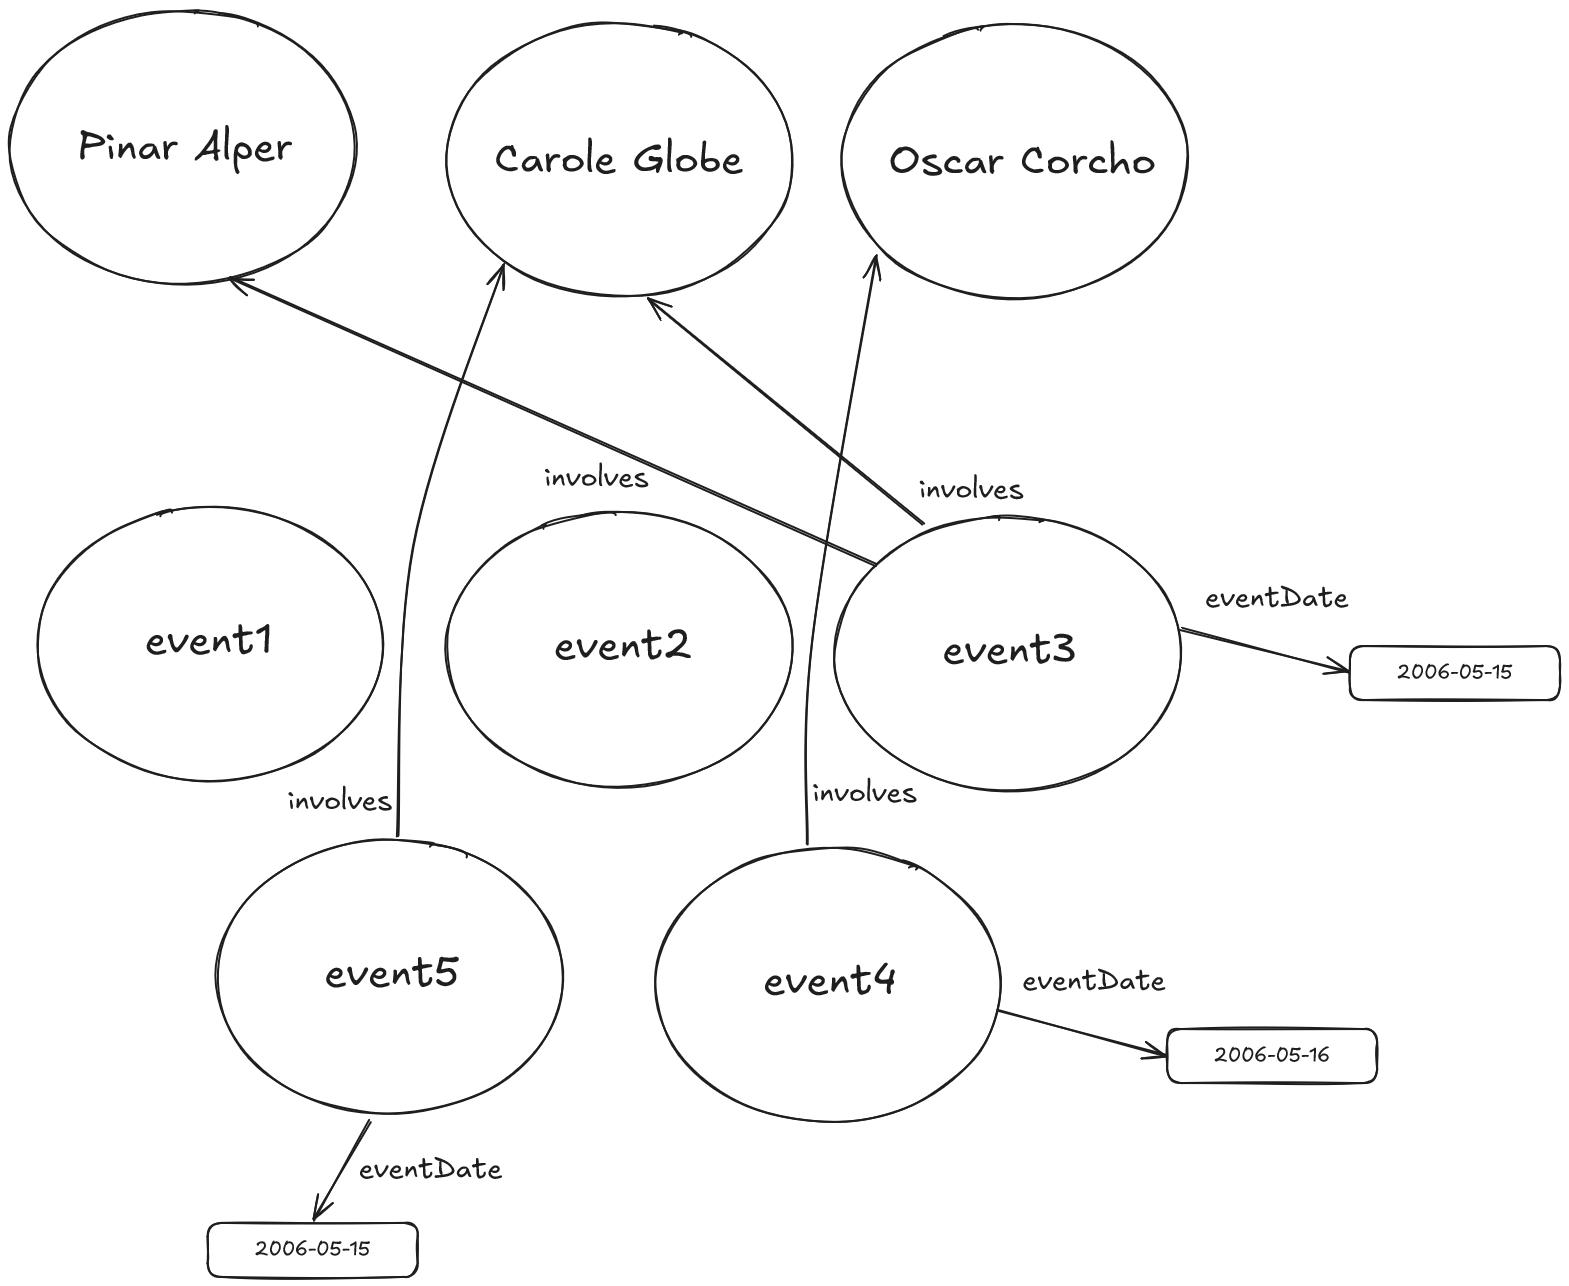 Pinar Alper
Carole Globe
Oscar Corcho
involves
involves
eventDate
event1
event2
event3
2006-05-15
involves
involves
event5
event4
eventDate
2006-05-16
eventDate
2006-05-15